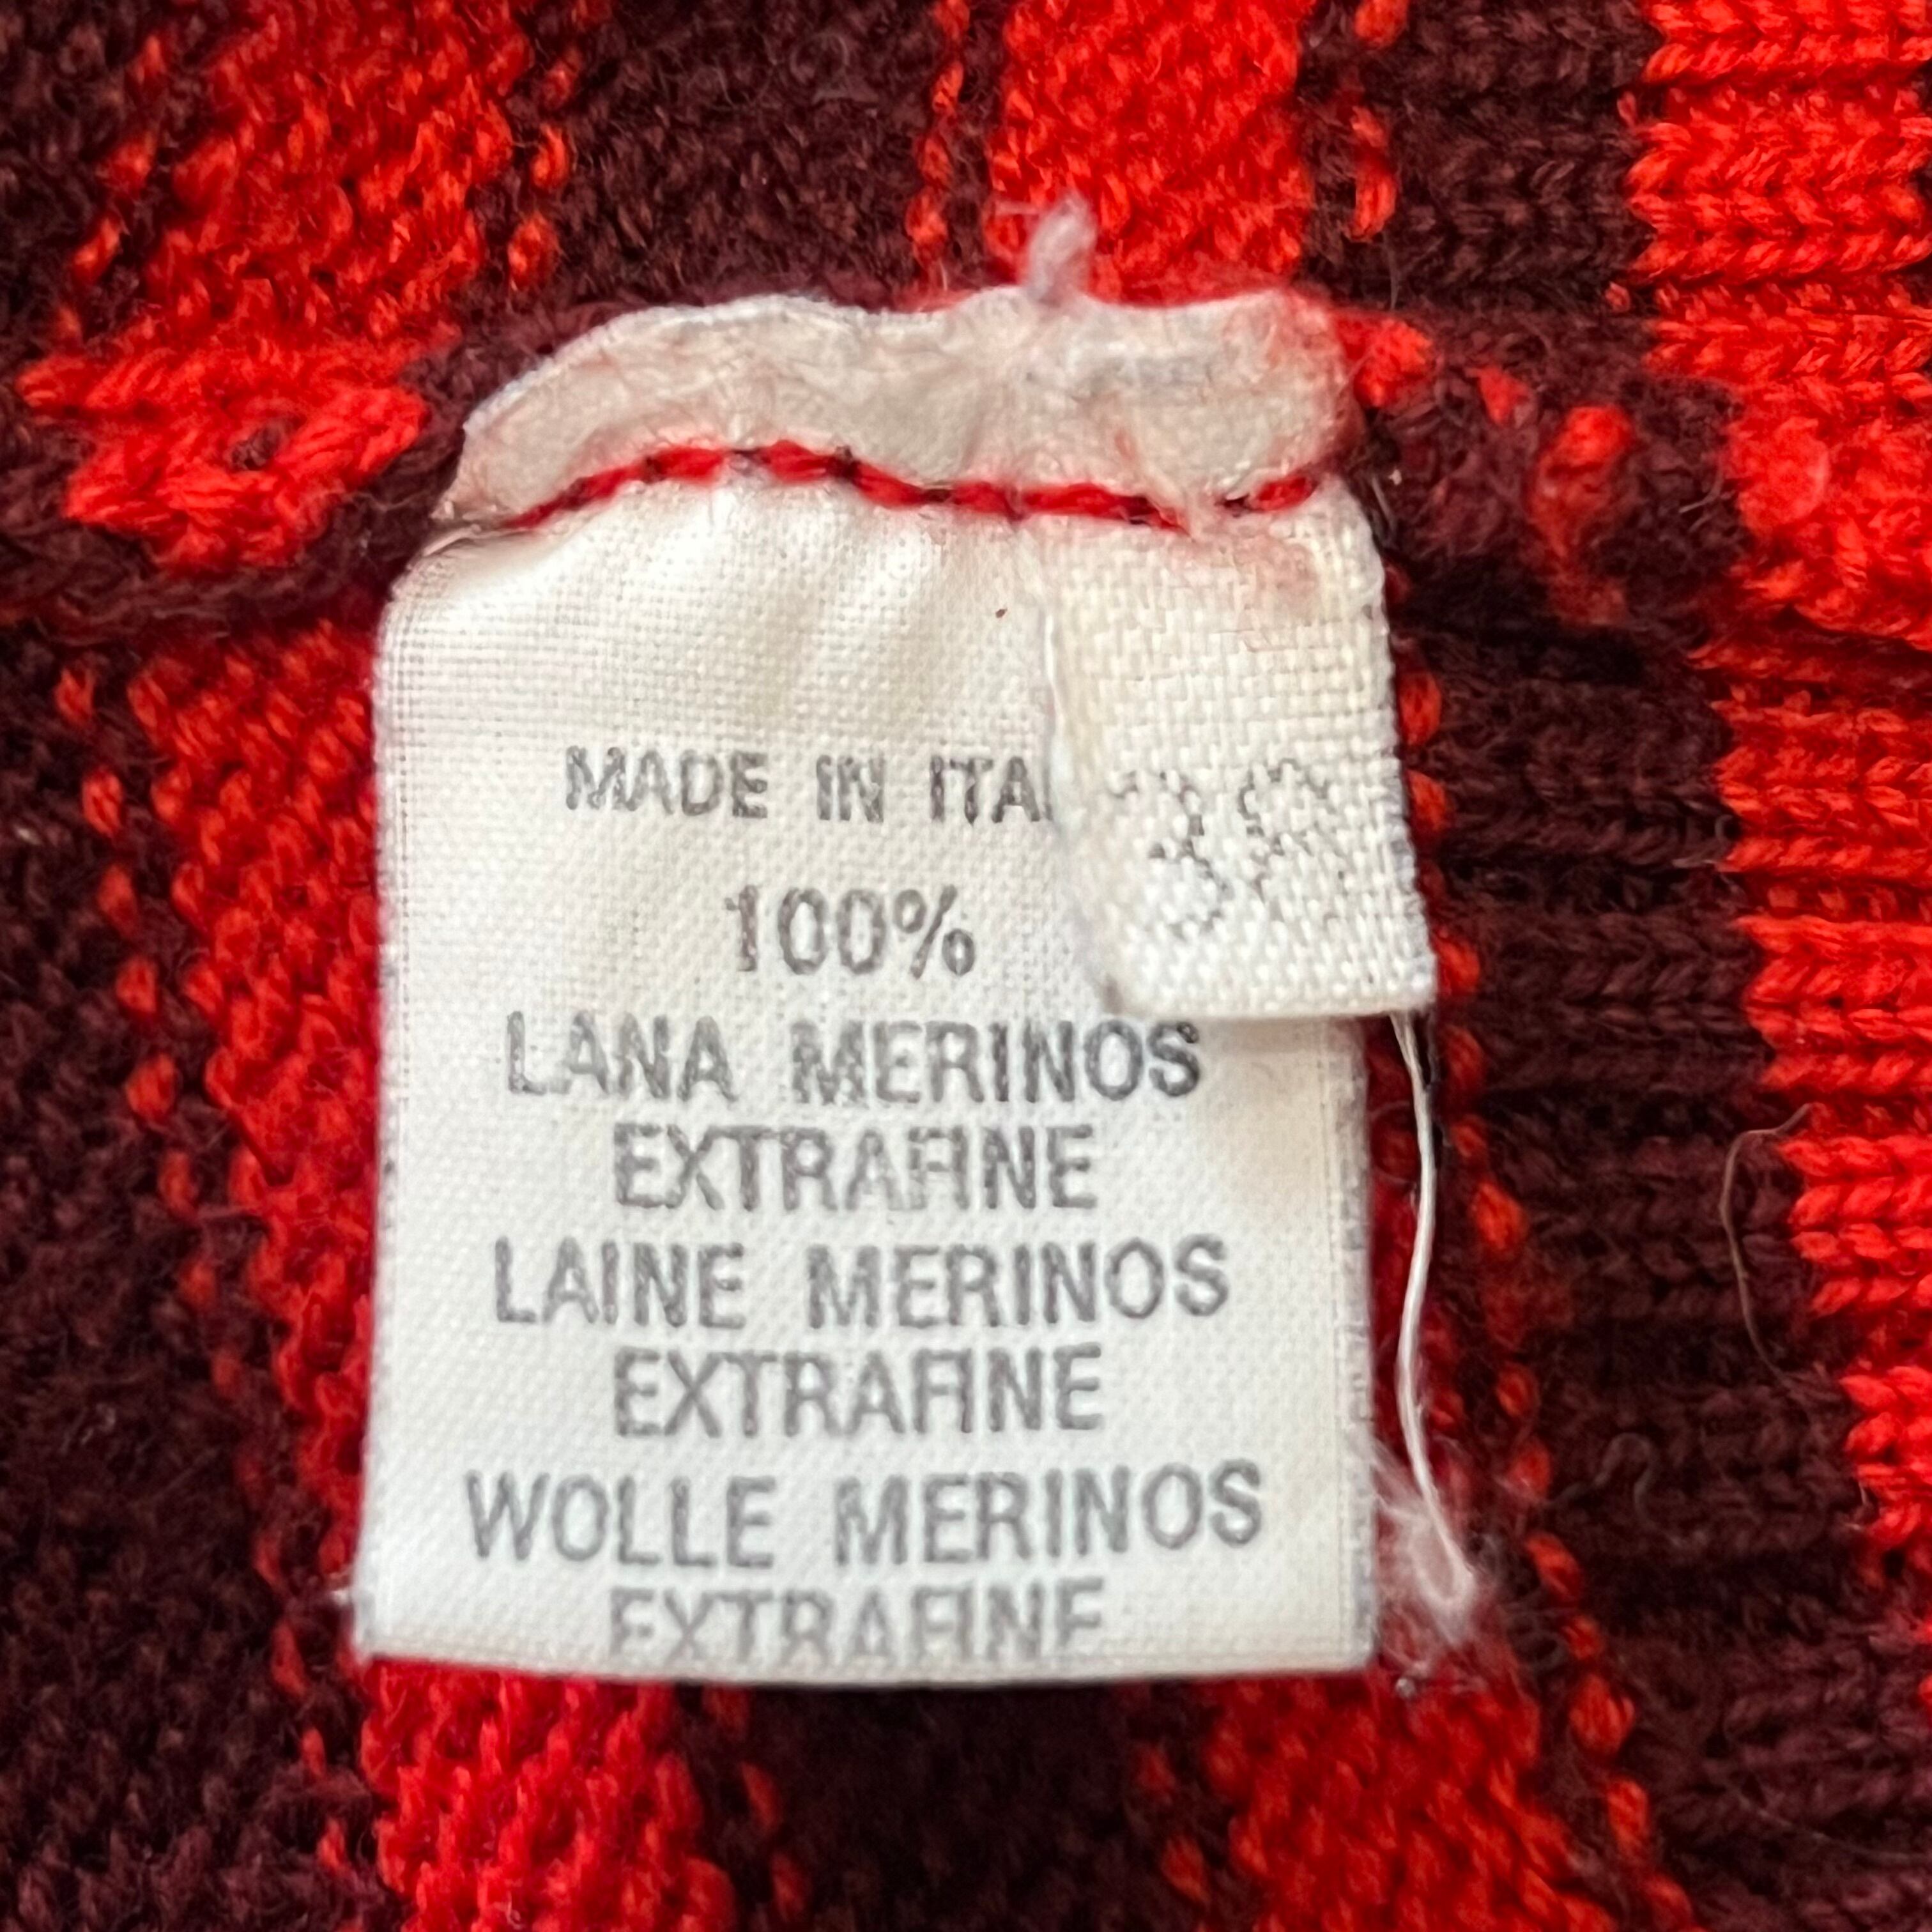 MADE IN ITA
100%
LANA MERINOS
EXTRAFINE
LAINE MERINOS
EXTRAFINE
WOLLE MERINOS
EXTRAFINE